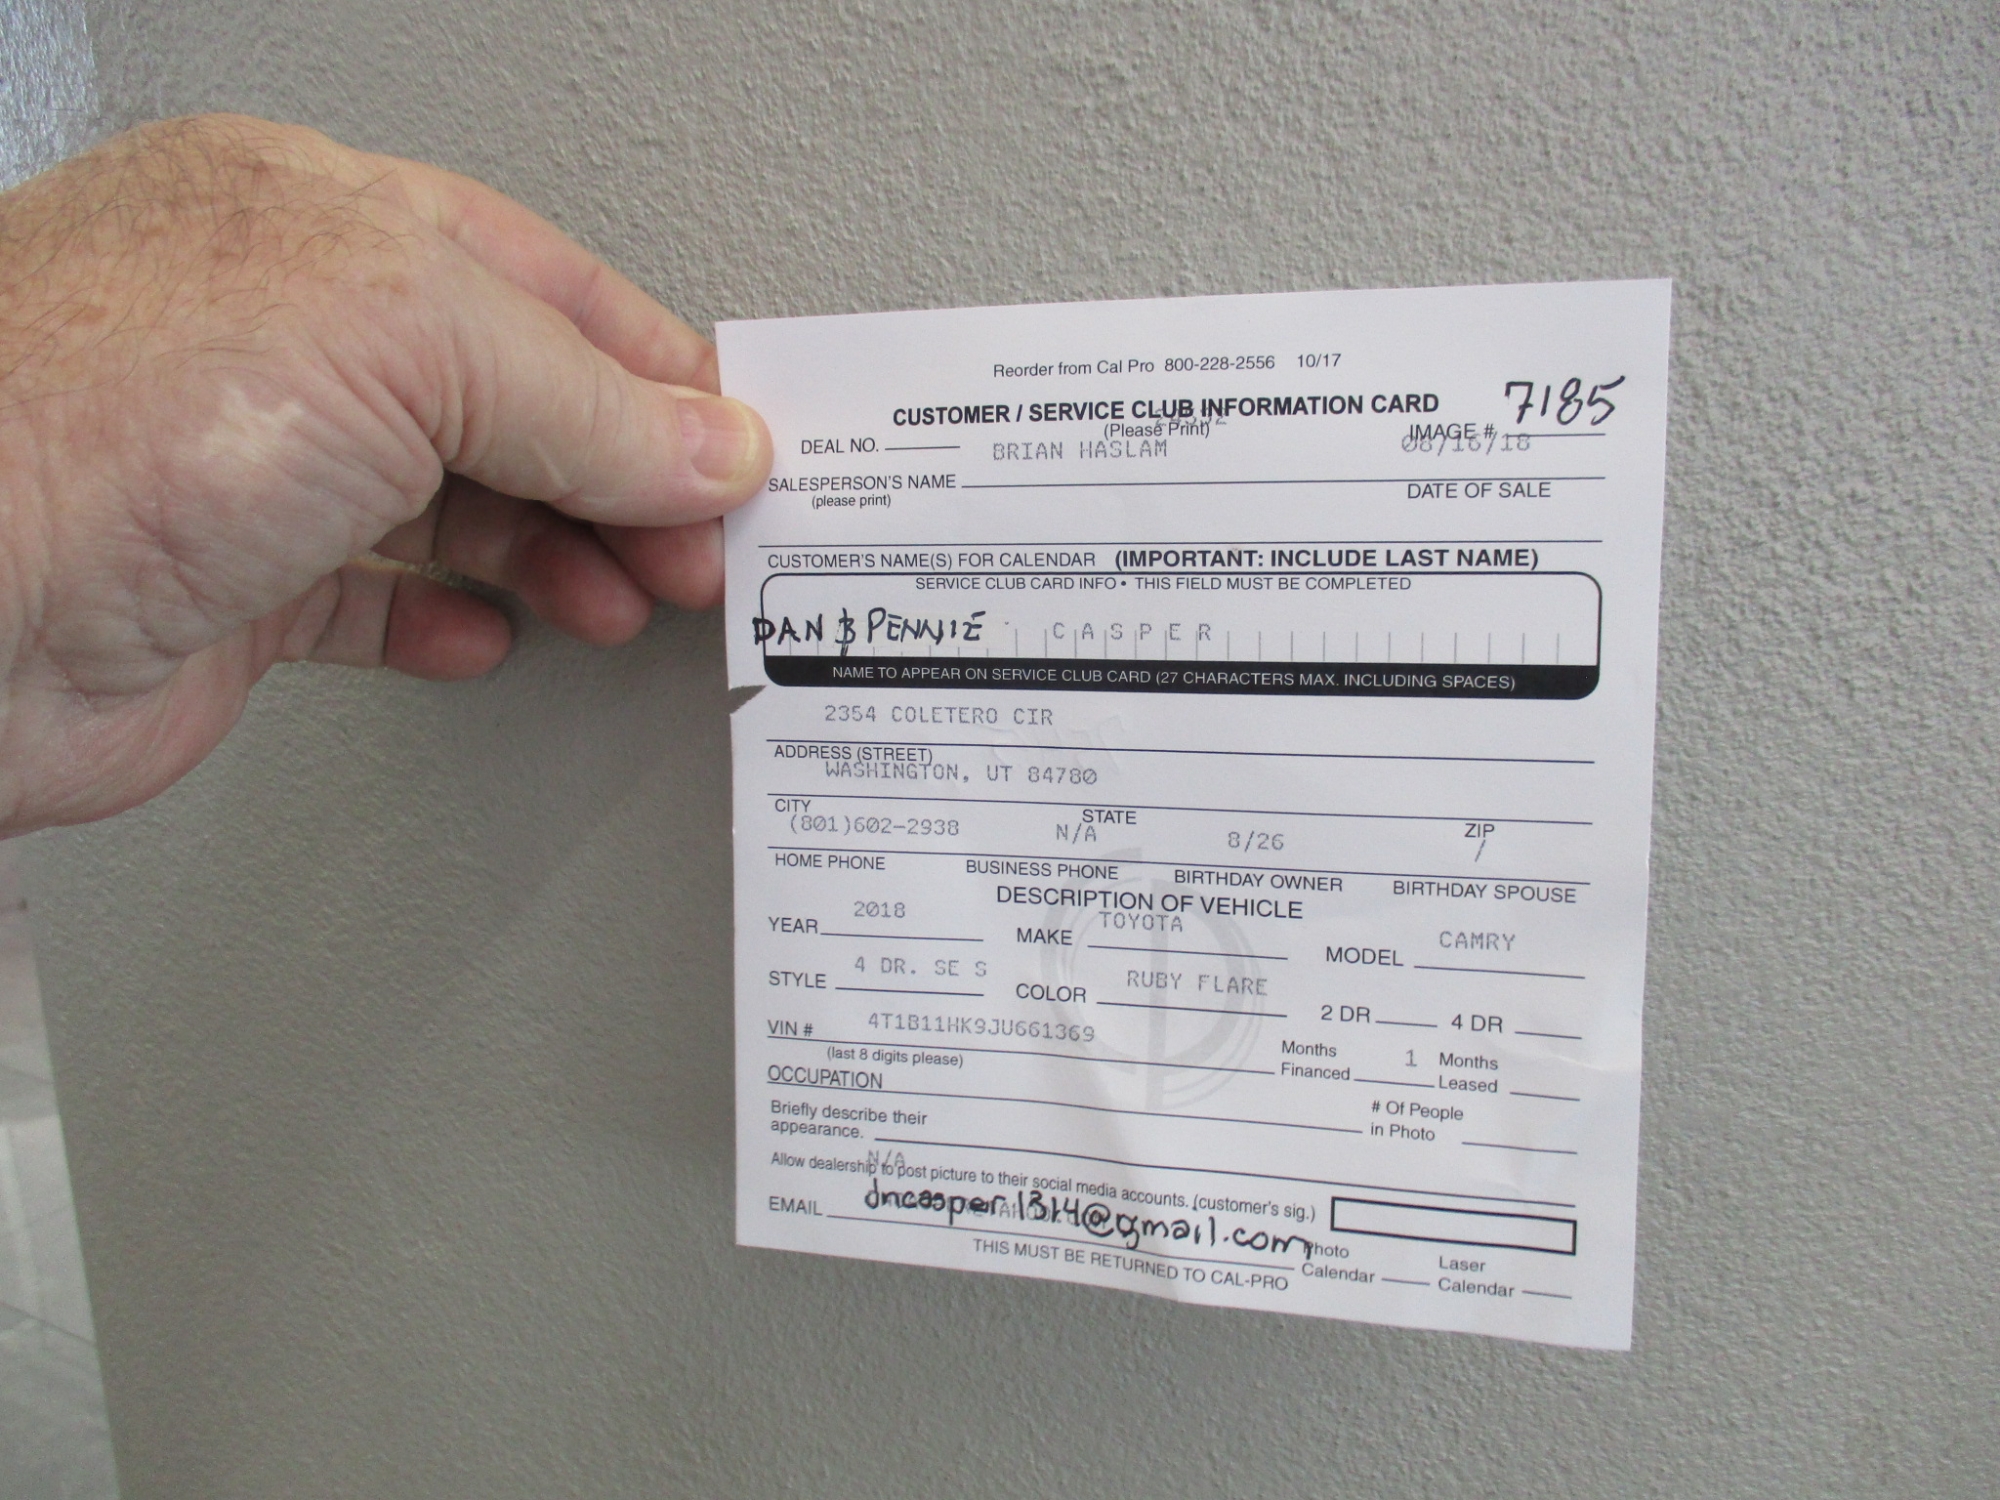 Reorder from Cal Pro 800-228-2556 10/17
CUSTOMER / SERVICE CLUB INFORMATION CARD 7185
(Please Print)
DEAL NO. BRIAN HASLAM IMAGE # 08/16/18
SALESPERSON'S NAME DATE OF SALE
(please print)
CUSTOMER'S NAME(S) FOR CALENDAR (IMPORTANT: INCLUDE LAST NAME)
SERVICE CLUB CARD INFO • THIS FIELD MUST BE COMPLETED
DAN & PENNIE CASPER
NAME TO APPEAR ON SERVICE CLUB CARD (27 CHARACTERS MAX. INCLUDING SPACES)
2354 COLETERO CIR
ADDRESS (STREET)
WASHINGTON, UT 84780
CITY STATE ZIP
(801)602-2938 N/A 8/26 /
HOME PHONE BUSINESS PHONE BIRTHDAY OWNER BIRTHDAY SPOUSE
DESCRIPTION OF VEHICLE
YEAR 2018 MAKE TOYOTA MODEL CAMRY
STYLE 4 DR. SE S COLOR RUBY FLARE 2 DR 4 DR
VIN # 4T1B11HK9JU661369
(last 8 digits please) Months Financed 1 Months Leased
OCCUPATION
Briefly describe their appearance. # Of People in Photo
N/A
Allow dealership to post picture to their social media accounts. (customer's sig.)
EMAIL dncasper1314@gmail.com
THIS MUST BE RETURNED TO CAL-PRO Photo Calendar Laser Calendar